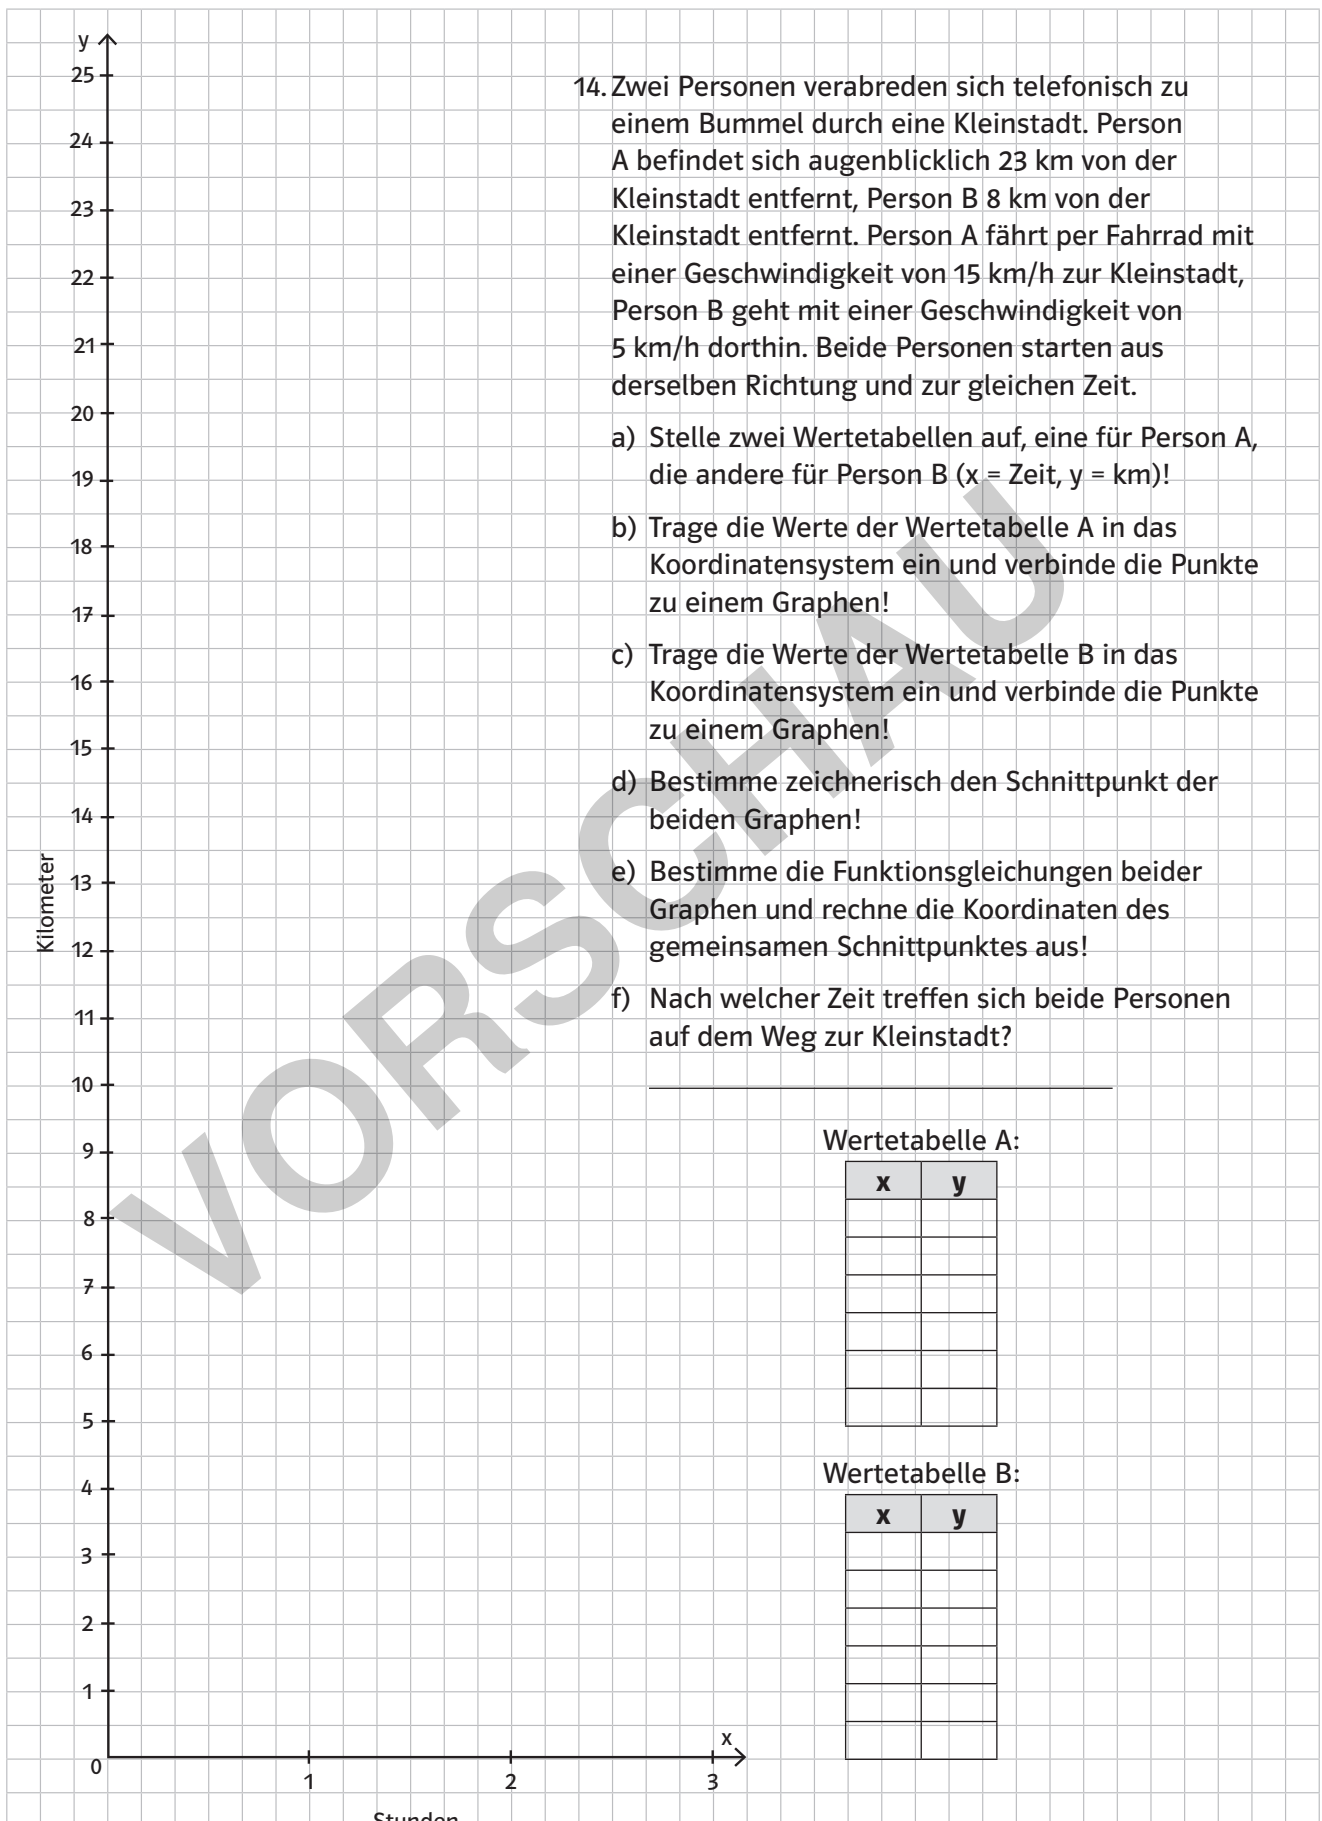 y
25
24
23
22
21
20
19
18
17
16
15
14
13
12
11
10
9
8
7
6
5
4
3
2
1
0
Kilometer
1
2
3
x
Stunden
14. Zwei Personen verabreden sich telefonisch zu
einem Bummel durch eine Kleinstadt. Person
A befindet sich augenblicklich 23 km von der
Kleinstadt entfernt, Person B 8 km von der
Kleinstadt entfernt. Person A fährt per Fahrrad mit
einer Geschwindigkeit von 15 km/h zur Kleinstadt,
Person B geht mit einer Geschwindigkeit von
5 km/h dorthin. Beide Personen starten aus
derselben Richtung und zur gleichen Zeit.
a) Stelle zwei Wertetabellen auf, eine für Person A,
die andere für Person B (x = Zeit, y = km)!
b) Trage die Werte der Wertetabelle A in das
Koordinatensystem ein und verbinde die Punkte
zu einem Graphen!
c) Trage die Werte der Wertetabelle B in das
Koordinatensystem ein und verbinde die Punkte
zu einem Graphen!
d) Bestimme zeichnerisch den Schnittpunkt der
beiden Graphen!
e) Bestimme die Funktionsgleichungen beider
Graphen und rechne die Koordinaten des
gemeinsamen Schnittpunktes aus!
f) Nach welcher Zeit treffen sich beide Personen
auf dem Weg zur Kleinstadt?
Wertetabelle A:
x y
Wertetabelle B:
x y
VORSCHAU